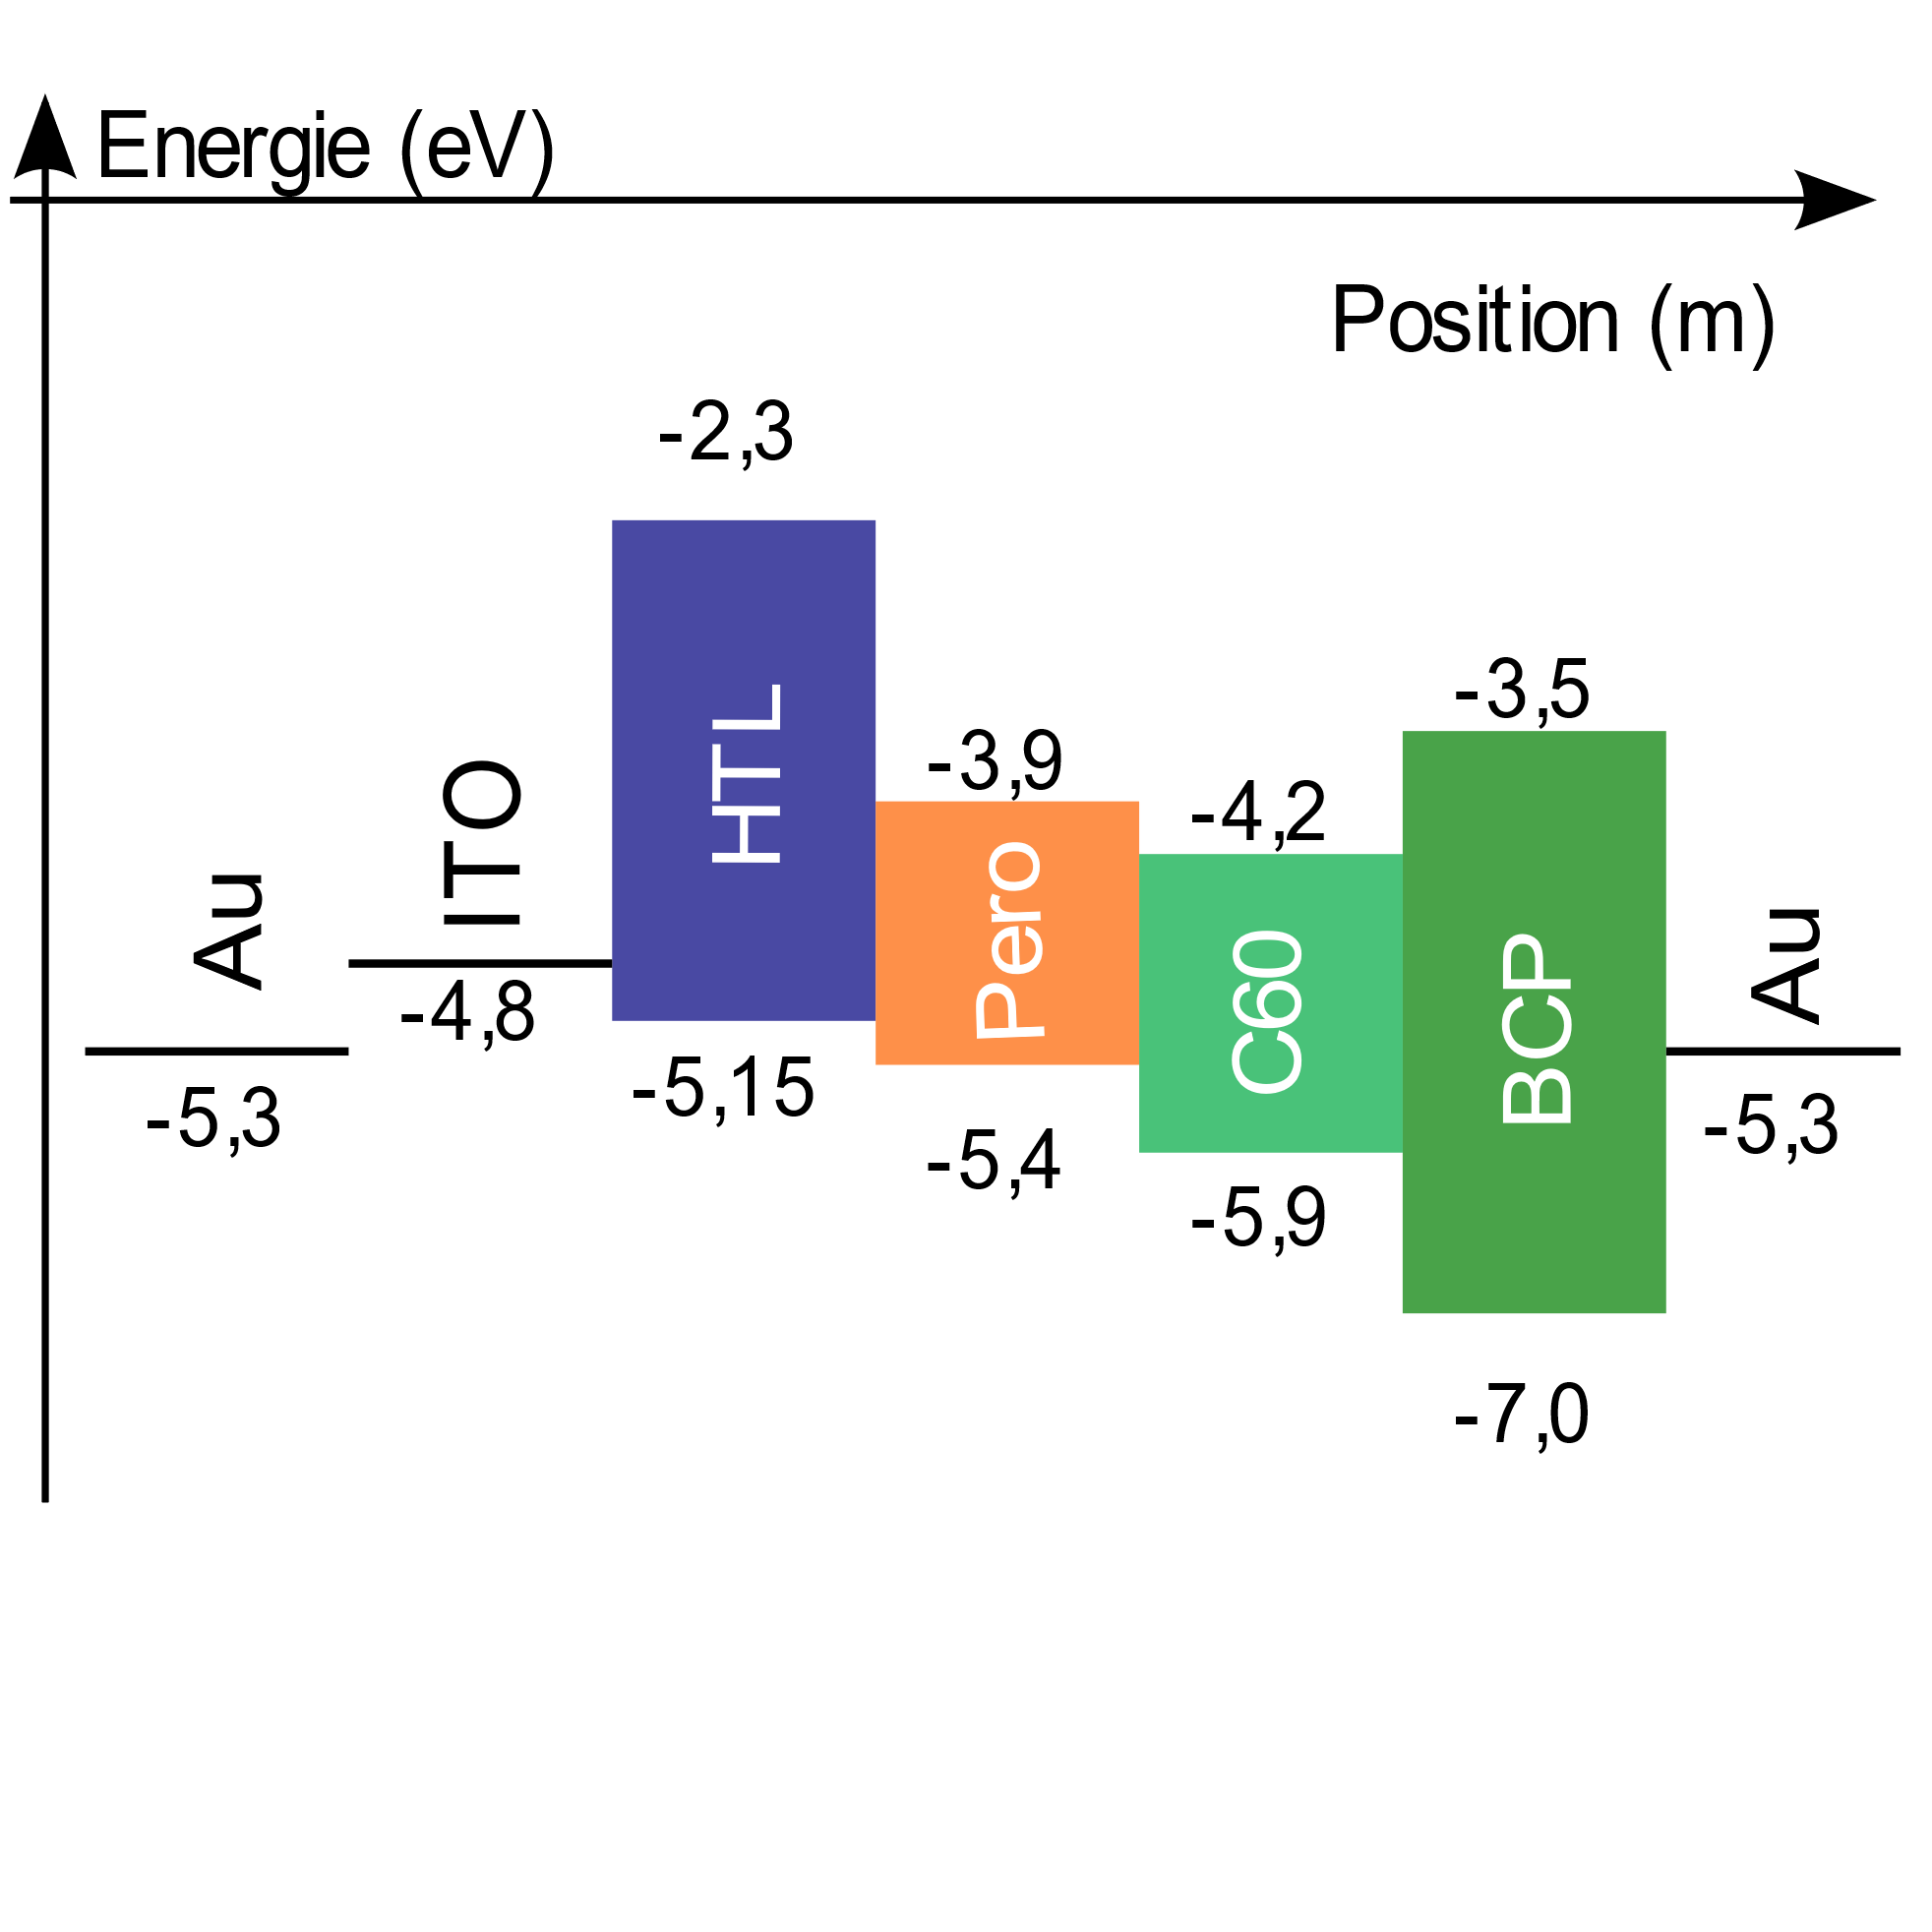 Energie (eV)
Position (m)
Au
-5,3
ITO
-4,8
-2,3
HTL
-5,15
-3,9
Pero
-5,4
-4,2
C60
-5,9
-3,5
BCP
-7,0
Au
-5,3